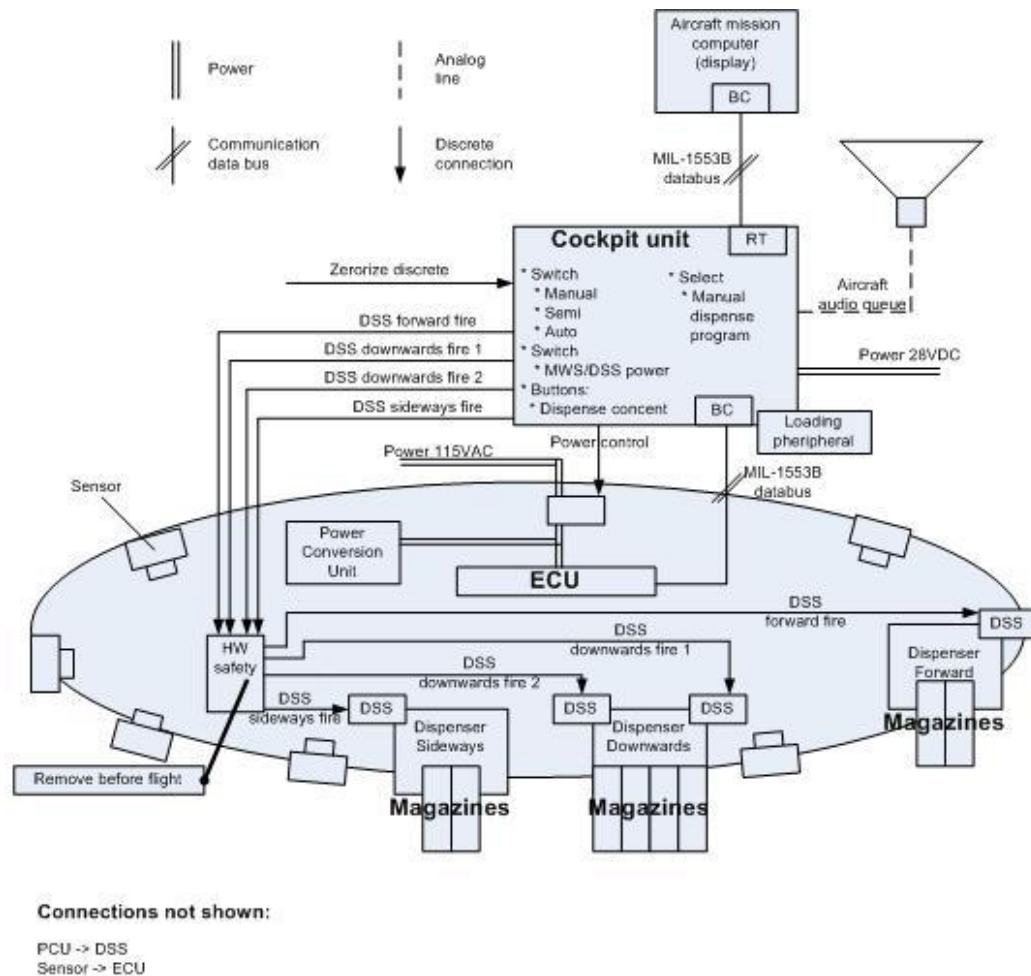 Power
Analog
line
Communication
data bus
Discrete
connection
Aircraft mission
computer
(display)
BC
MIL-1553B
databus
RT
Cockpit unit
Zerorize discrete
* Switch
* Manual
* Semi
* Auto
* Switch
* MWS/DSS power
* Buttons:
* Dispense concent
* Select
* Manual
dispense
program
BC
Aircraft
audio queue
Power 28VDC
Loading
pheripheral
DSS forward fire
DSS downwards fire 1
DSS downwards fire 2
DSS sideways fire
Power 115VAC
Power control
MIL-1553B
databus
Sensor
Power
Conversion
Unit
ECU
HW
safety
DSS
forward fire
DSS
downwards fire 1
DSS
downwards fire 2
DSS
sideways fire
DSS
Dispenser
Sideways
Magazines
DSS
DSS
Dispenser
Downwards
Magazines
DSS
Dispenser
Forward
Magazines
Remove before flight
Connections not shown:
PCU -> DSS
Sensor -> ECU